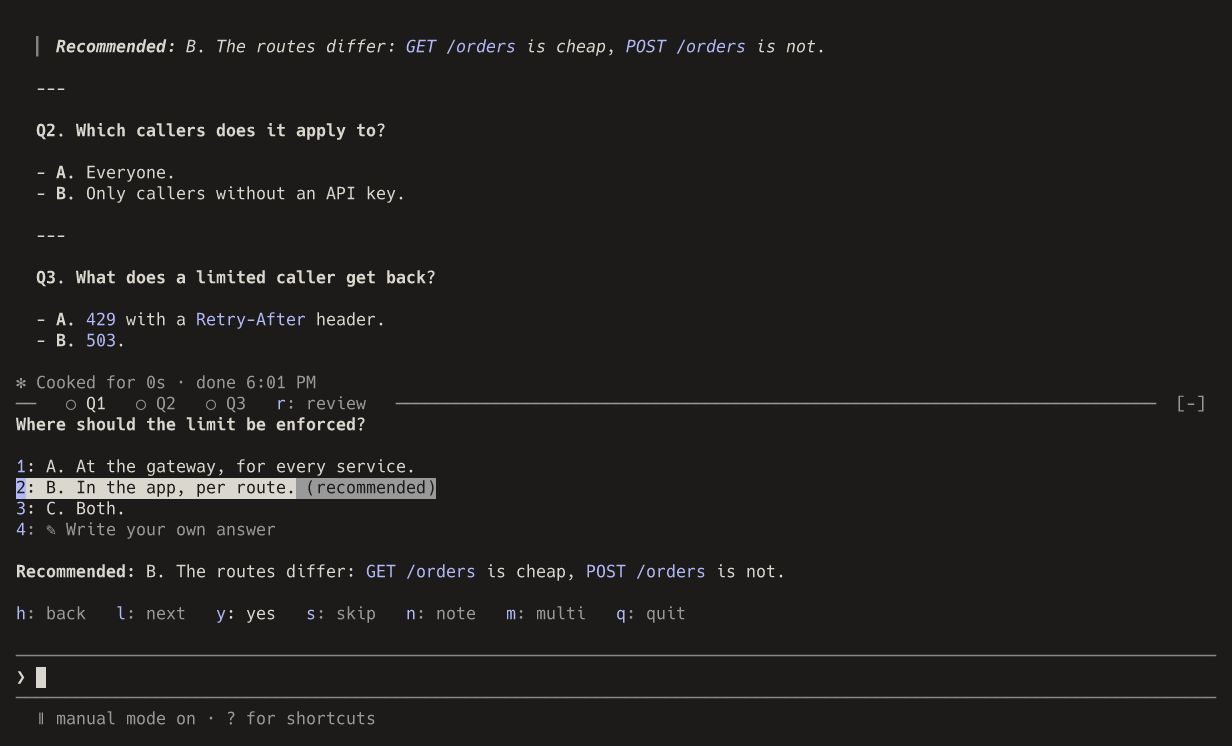 Recommended: B. The routes differ: GET /orders is cheap, POST /orders is not.
---
Q2. Which callers does it apply to?
- A. Everyone.
- B. Only callers without an API key.
---
Q3. What does a limited caller get back?
- A. 429 with a Retry-After header.
- B. 503.
✻ Cooked for 0s · done 6:01 PM
○ Q1 ○ Q2 ○ Q3 r: review [-]
Where should the limit be enforced?
1: A. At the gateway, for every service.
2: B. In the app, per route. (recommended)
3: C. Both.
4: ✎ Write your own answer
Recommended: B. The routes differ: GET /orders is cheap, POST /orders is not.
h: back l: next y: yes s: skip n: note m: multi q: quit
❯
⏸ manual mode on · ? for shortcuts